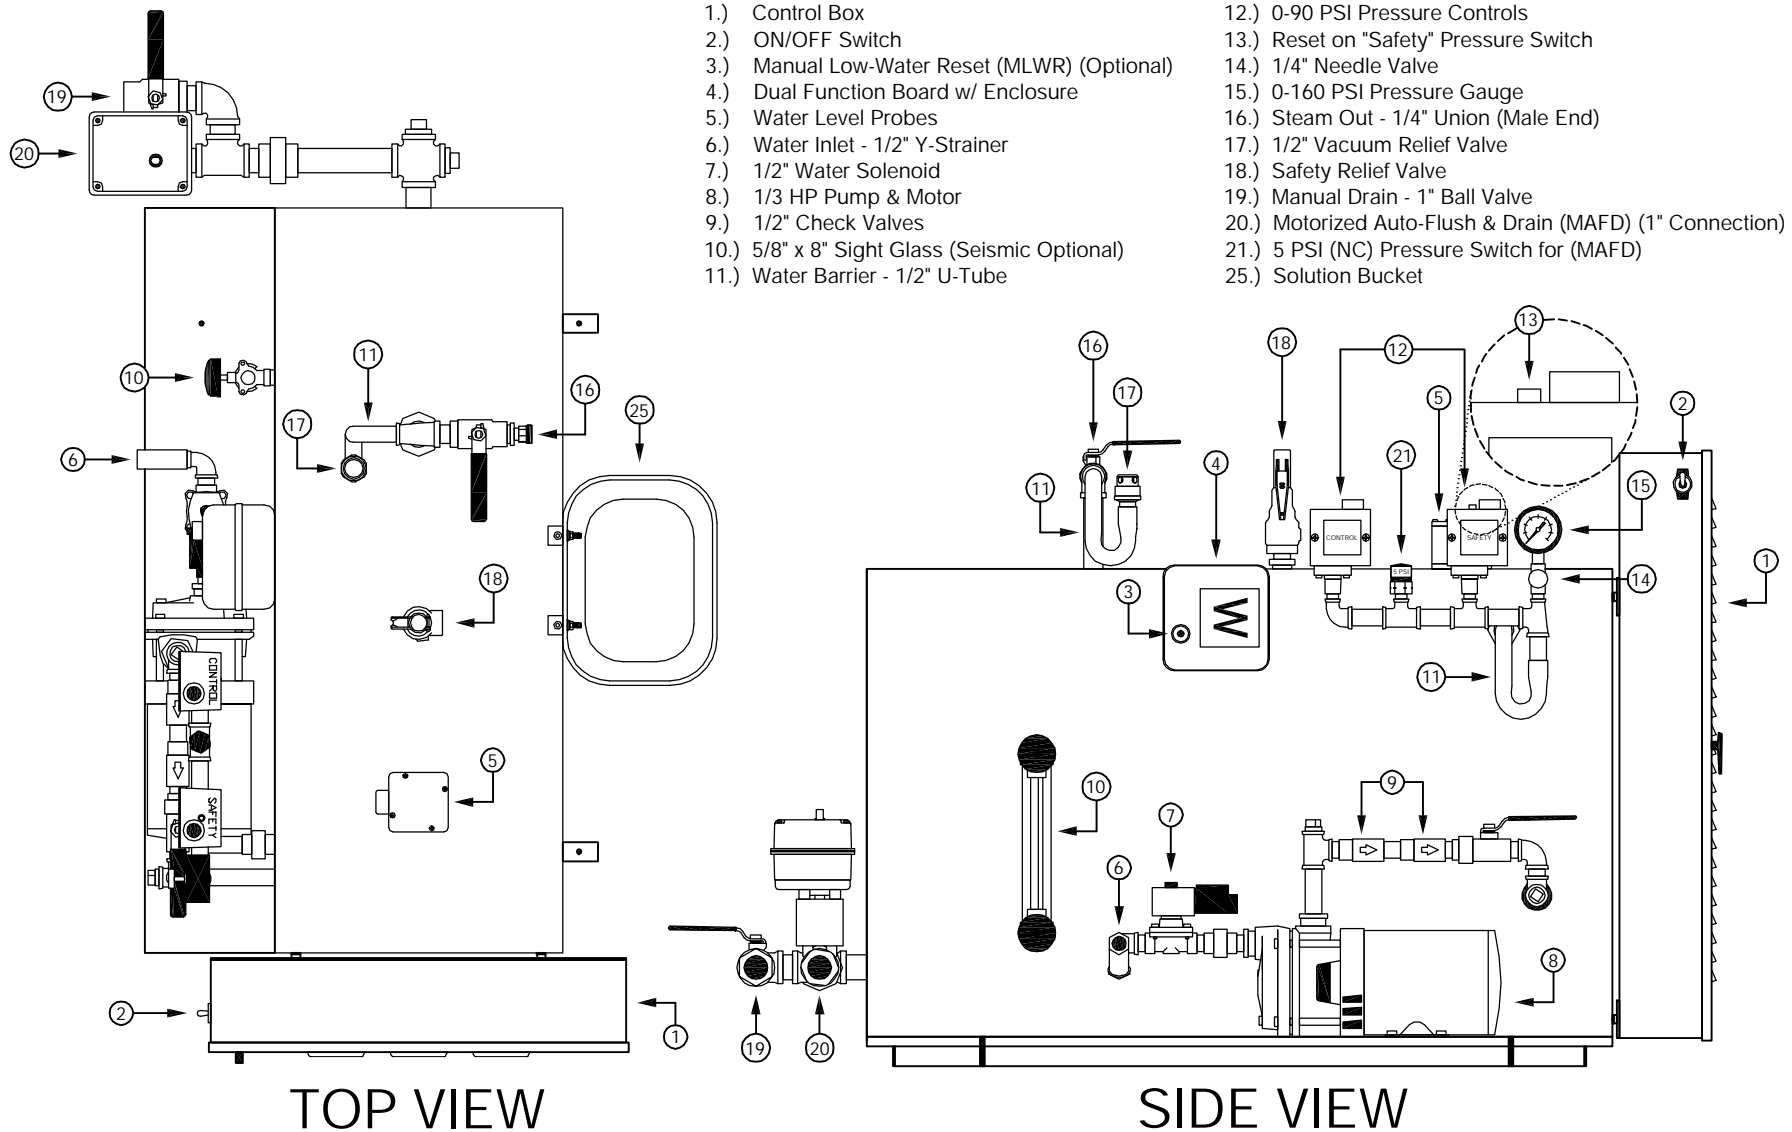 1.) Control Box
2.) ON/OFF Switch
3.) Manual Low-Water Reset (MLWR) (Optional)
4.) Dual Function Board w/ Enclosure
5.) Water Level Probes
6.) Water Inlet - 1/2" Y-Strainer
7.) 1/2" Water Solenoid
8.) 1/3 HP Pump & Motor
9.) 1/2" Check Valves
10.) 5/8" x 8" Sight Glass (Seismic Optional)
11.) Water Barrier - 1/2" U-Tube
12.) 0-90 PSI Pressure Controls
13.) Reset on "Safety" Pressure Switch
14.) 1/4" Needle Valve
15.) 0-160 PSI Pressure Gauge
16.) Steam Out - 1/4" Union (Male End)
17.) 1/2" Vacuum Relief Valve
18.) Safety Relief Valve
19.) Manual Drain - 1" Ball Valve
20.) Motorized Auto-Flush & Drain (MAFD) (1" Connection)
21.) 5 PSI (NC) Pressure Switch for (MAFD)
25.) Solution Bucket
19
20
10
11
17
16
25
6
18
CONTROL
5
SAFETY
2
1
TOP VIEW
16
17
18
12
13
5
2
11
4
21
15
CONTROL
SAFETY
5 PSI
14
1
3
W
11
10
7
9
6
8
19
20
SIDE VIEW